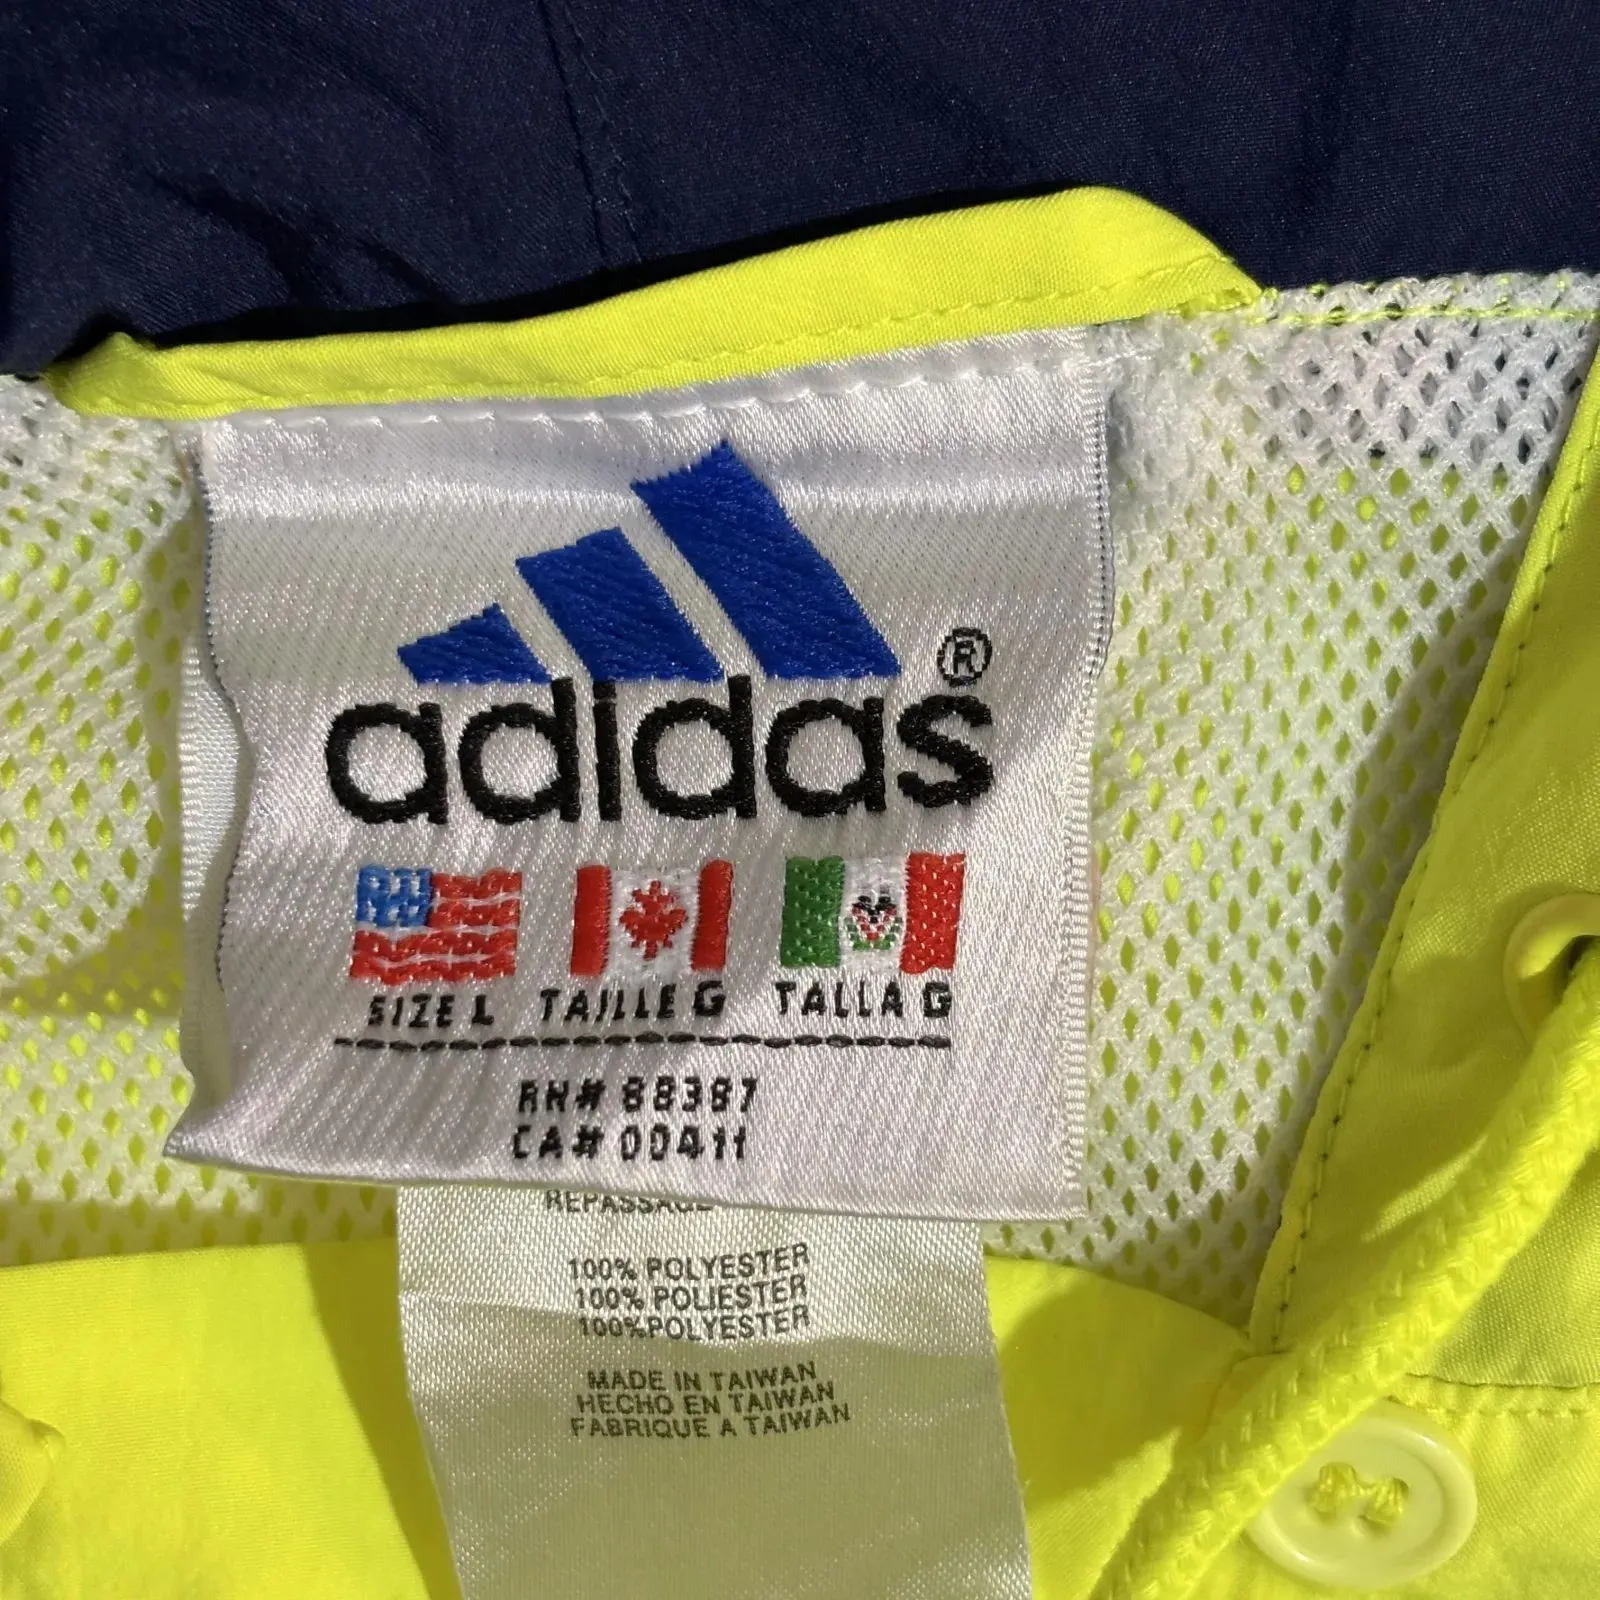 adidas®
SIZE L TAILLE G TALLA G
RN# 88387
CA# 00411
REPASSAGE
100% POLYESTER
100% POLIESTER
100%POLYESTER
MADE IN TAIWAN
HECHO EN TAIWAN
FABRIQUE A TAIWAN